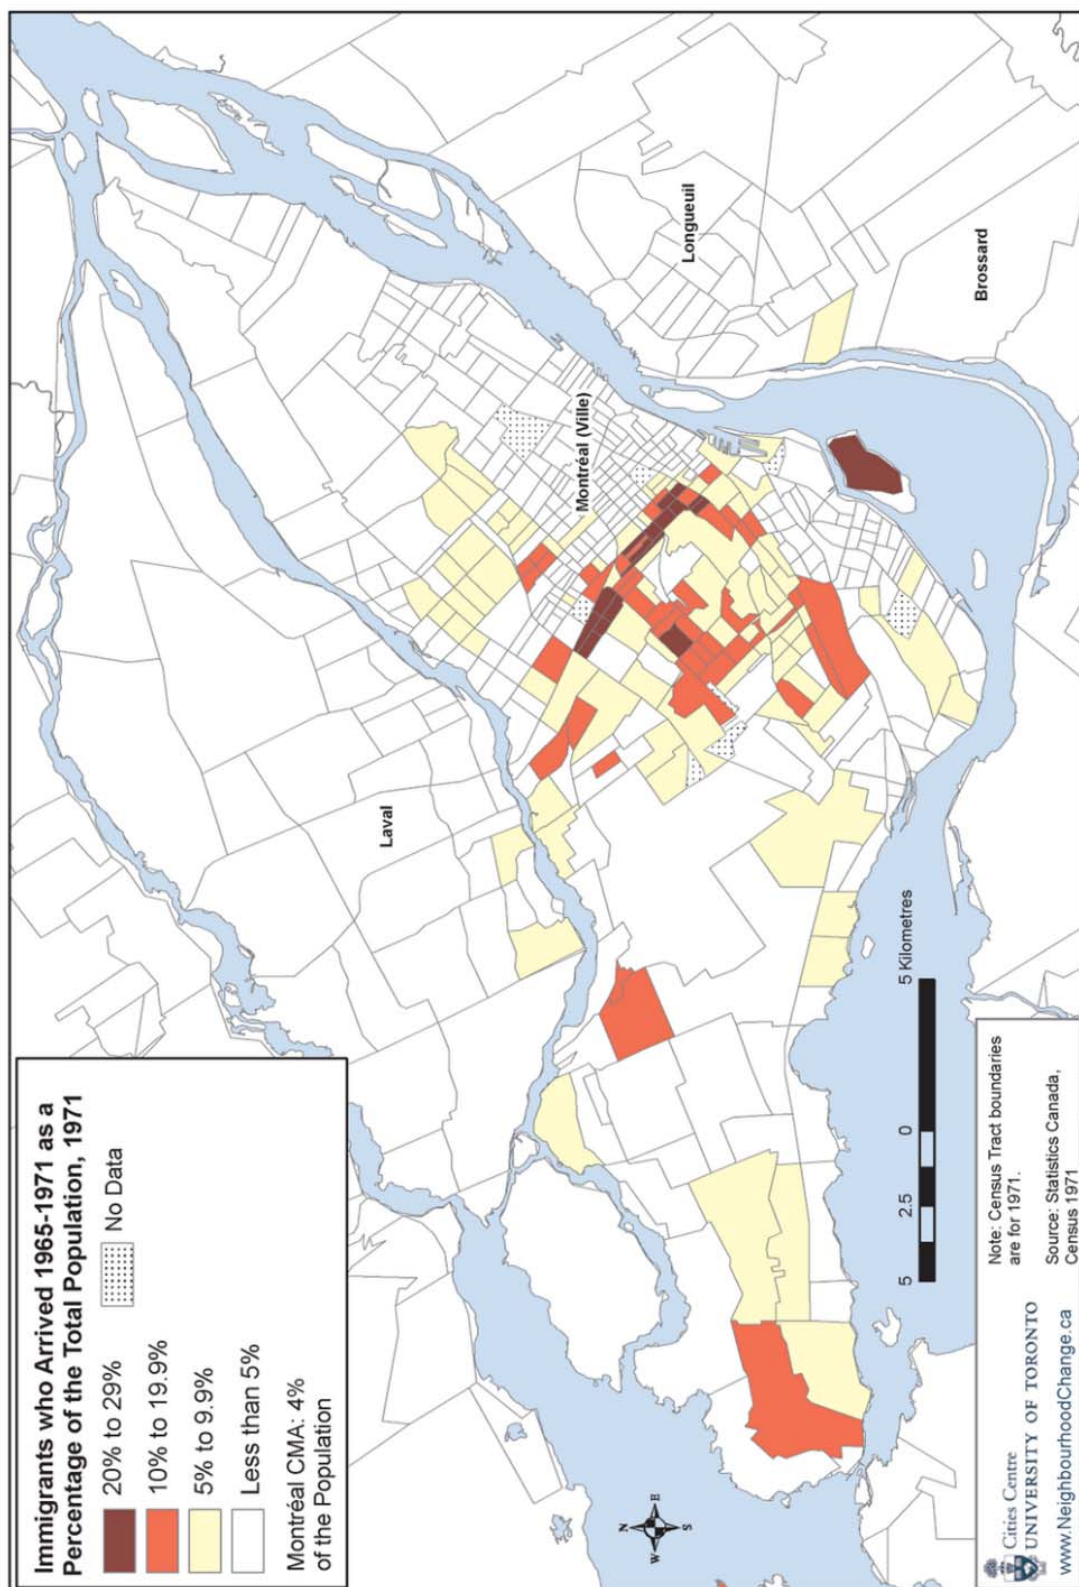 Immigrants who Arrived 1965-1971 as a
Percentage of the Total Population, 1971
20% to 29%
No Data
10% to 19.9%
5% to 9.9%
Less than 5%
Montréal CMA: 4%
of the Population
Laval
Montréal (Ville)
Longueuil
Brossard
N
W
E
S
5
2.5
0
5 Kilometres
Cities Centre
UNIVERSITY OF TORONTO
www.NeighbourhoodChange.ca
Note: Census Tract boundaries
are for 1971.
Source: Statistics Canada,
Census 1971